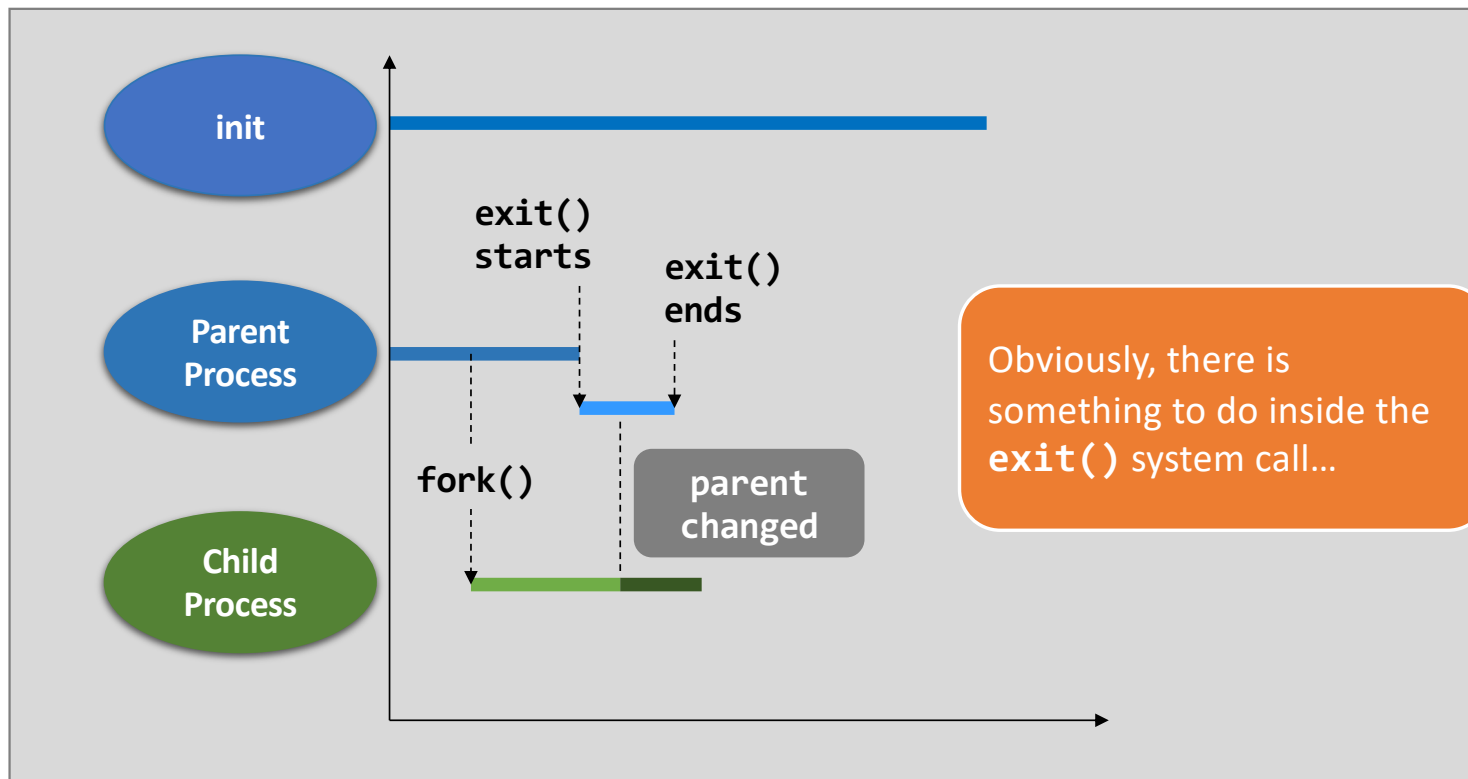 init
exit()
starts
exit()
ends
Parent
Process
Obviously, there is
something to do inside the
exit() system call…
fork()
parent
changed
Child
Process